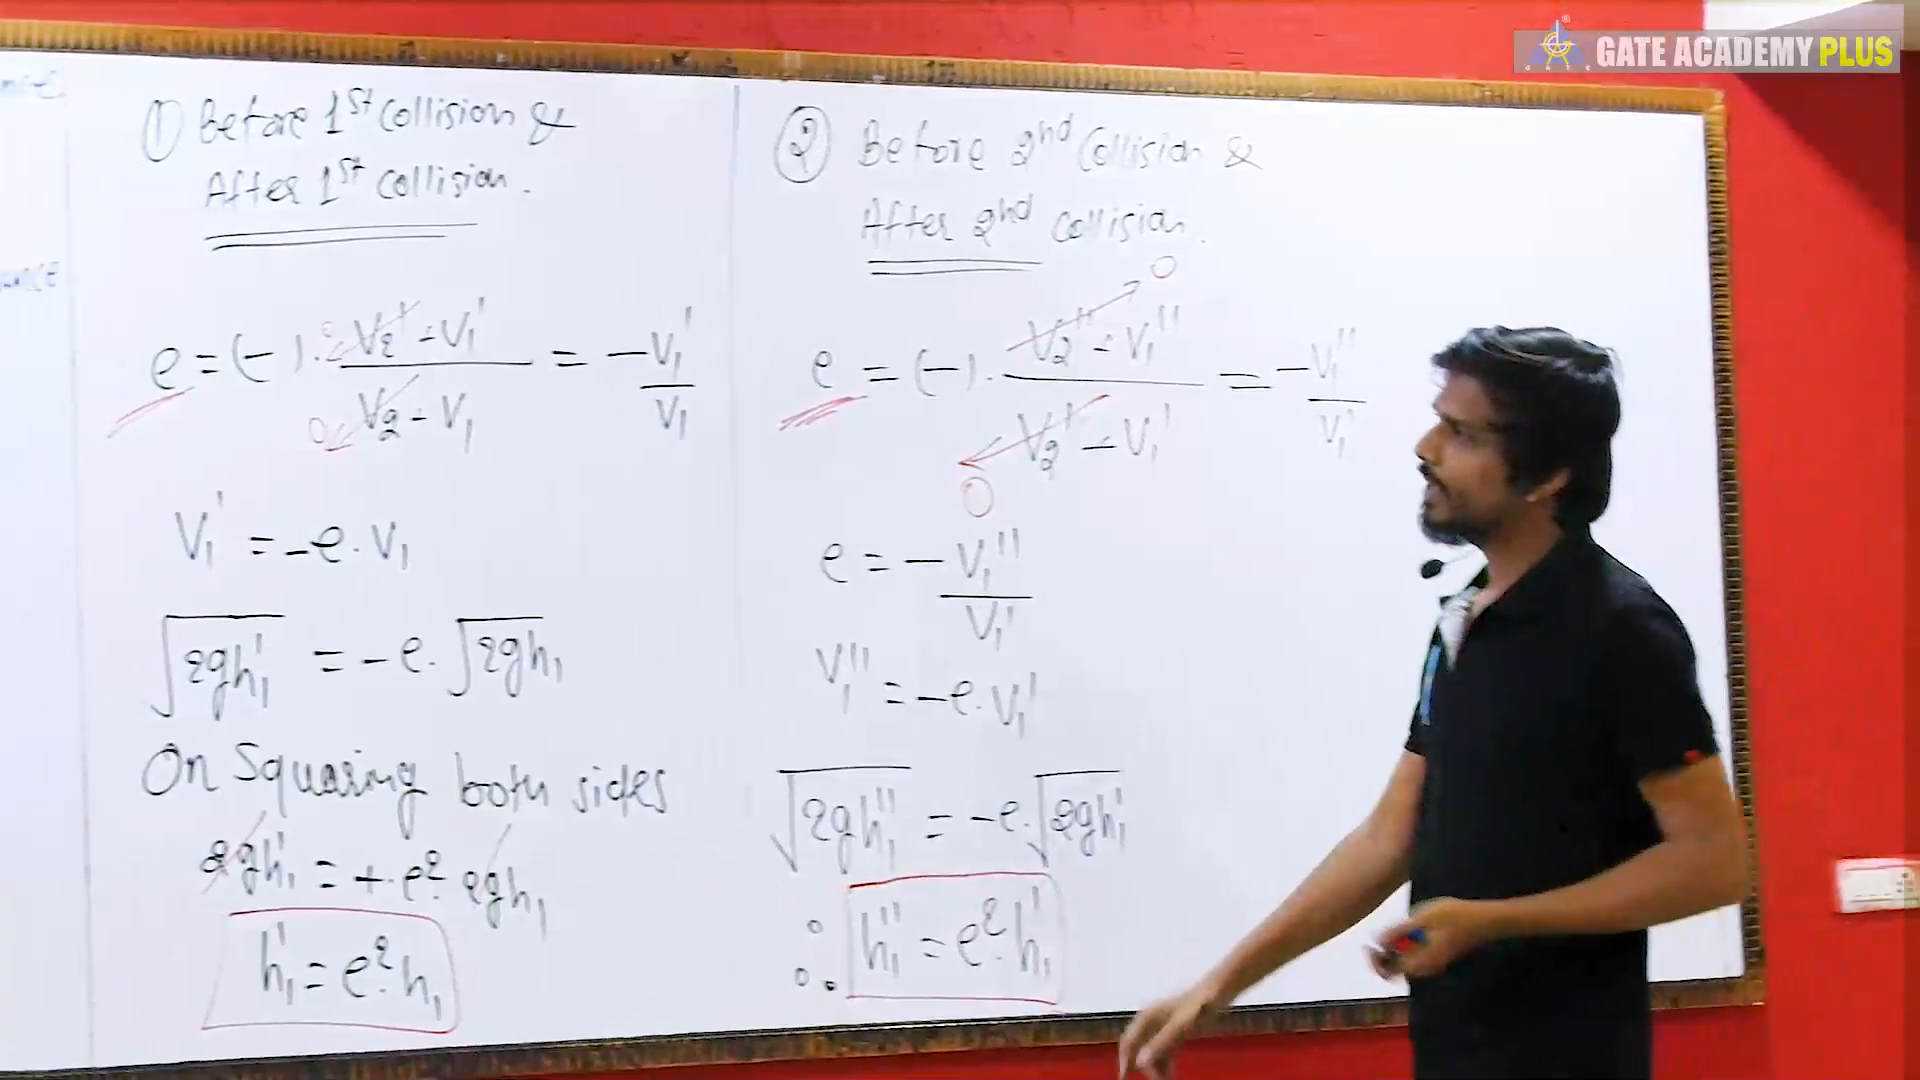 GATE ACADEMY PLUS
GATE
① Before 1st collision &
After 1st collision.
e = (-) · (V2' - V1') / (V2 - V1) = -V1' / V1
0
V1' = -e · V1
√2gh1' = -e · √2gh1
On Squaring both sides
2gh1' = + · e² · 2gh1
h1' = e² · h1
② Before 2nd Collision &
After 2nd collision.
0
e = (-) · (V2'' - V1'') / (V2' - V1') = -V1'' / V1'
0
e = -V1'' / V1'
V1'' = -e · V1'
√2gh1'' = -e · √2gh1'
∴ h1'' = e² · h1'